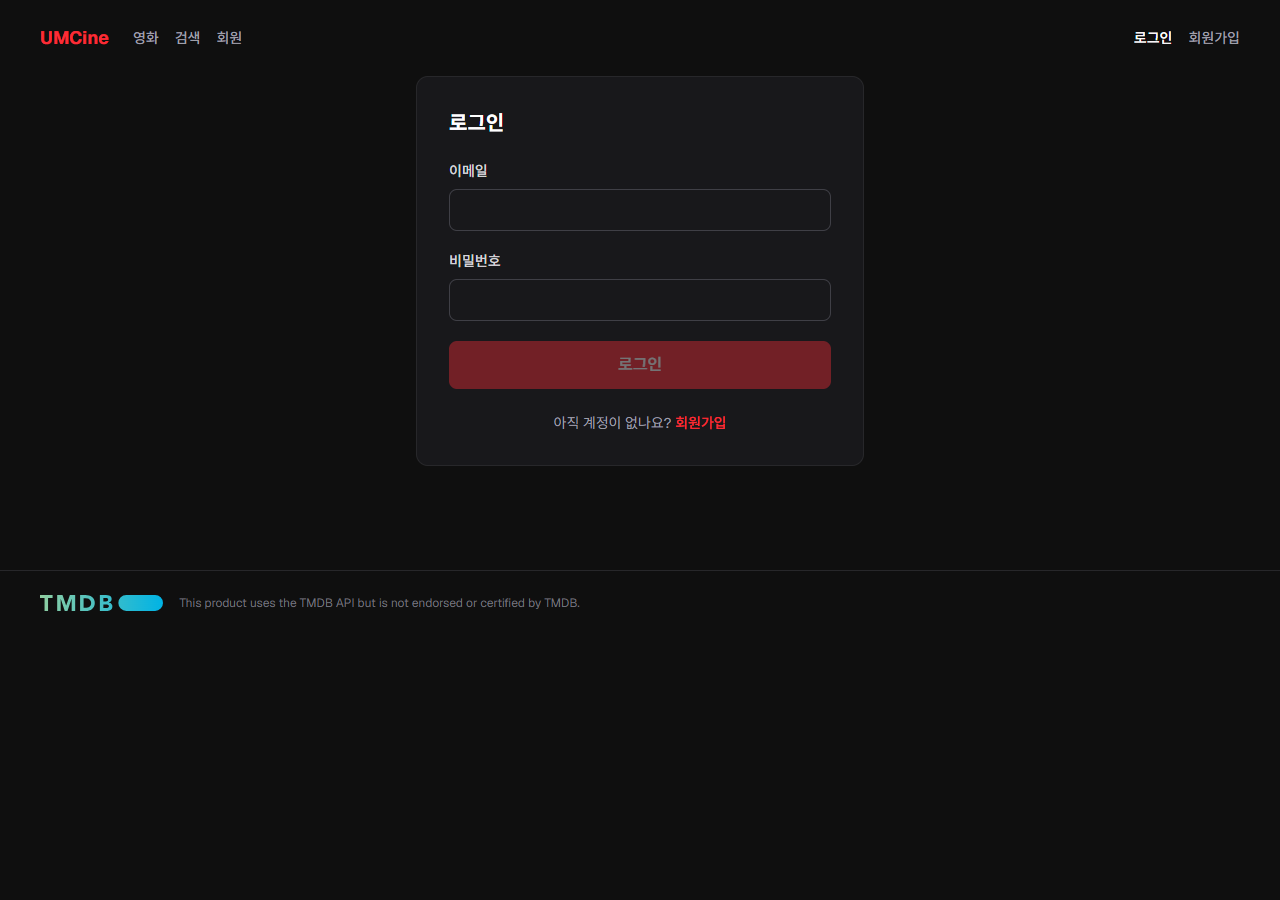 UMCine 영화 검색 회원 로그인 회원가입
로그인
이메일
비밀번호
로그인
아직 계정이 없나요? 회원가입
TMDB This product uses the TMDB API but is not endorsed or certified by TMDB.